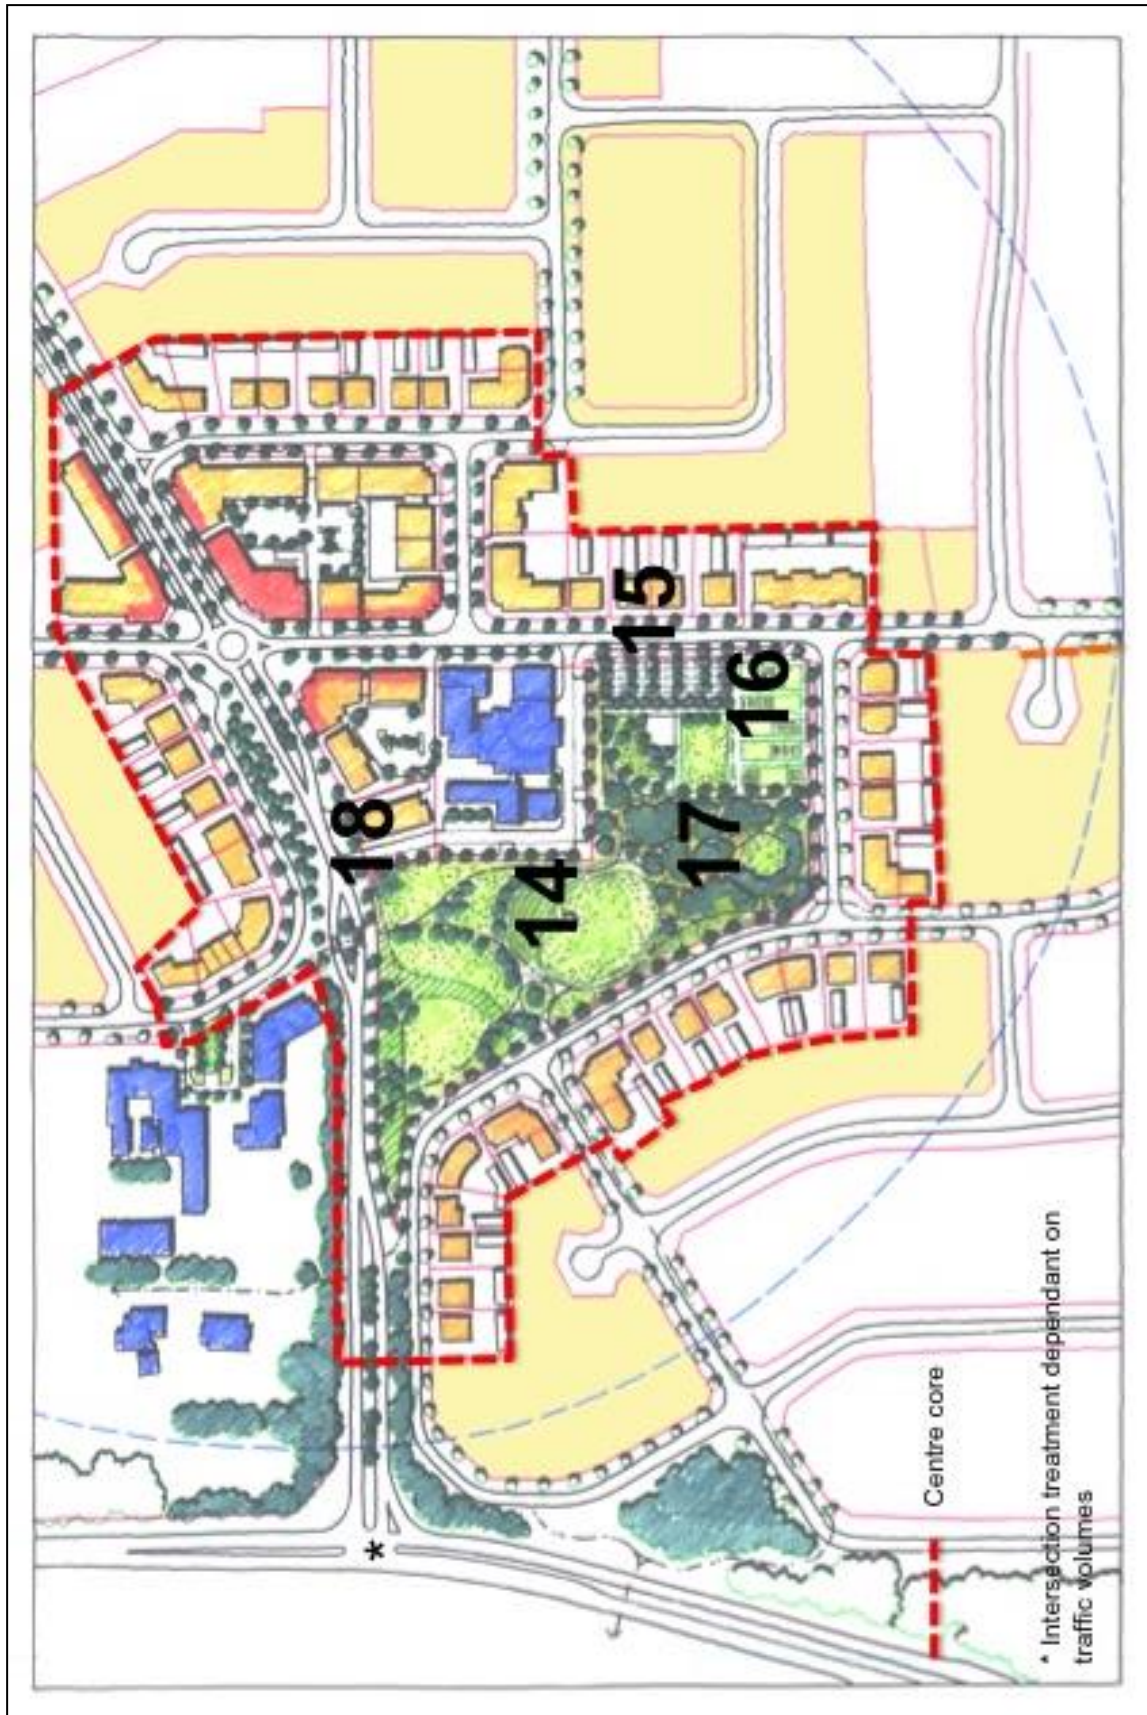 18
14
17
15
16
Centre core
* Intersection treatment dependant on
traffic volumes
*